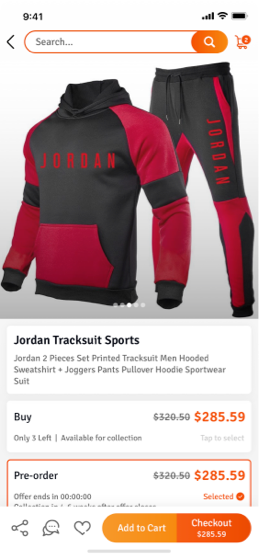 9:41
Search...
2
JORDAN
JORDAN
Jordan Tracksuit Sports
Jordan 2 Pieces Set Printed Tracksuit Men Hooded
Sweatshirt + Joggers Pants Pullover Hoodie Sportwear
Suit
Buy $320.50 $285.59
Only 3 Left | Available for collection Tap to select
Pre-order $320.50 $285.59
Offer ends in 00:00:00 Selected
Add to Cart
Checkout
$285.59